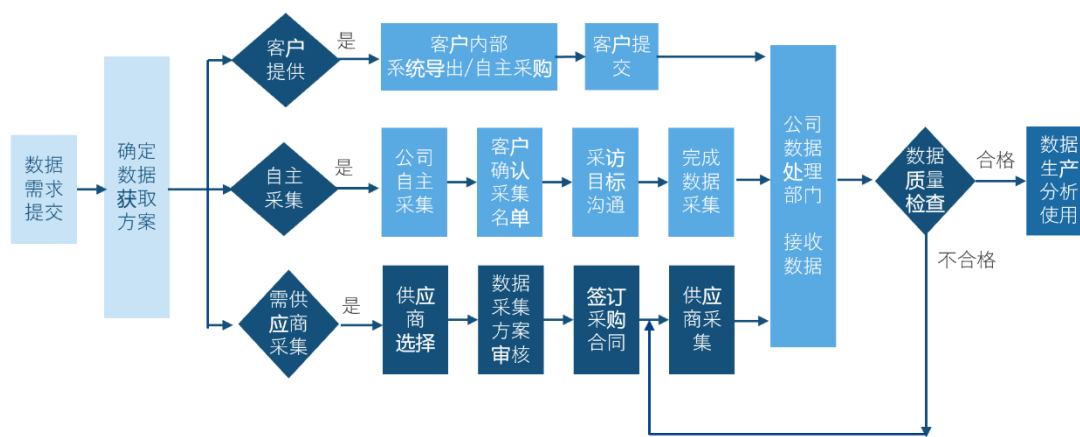 数据
需求
提交
确定
数据
获取
方案
客户
提供
是
客户内部
系统导出/自主采购
客户提
交
自主
采集
是
公司
自主
采集
客户
确认
采集
名单
采访
目标
沟通
完成
数据
采集
需供
应商
采集
是
供应
商
选择
数据
采集
方案
审核
签订
采购
合同
供应
商采
集
公司
数据
处理
部门
接收
数据
数据
质量
检查
合格
不合格
数据
生产
分析
使用